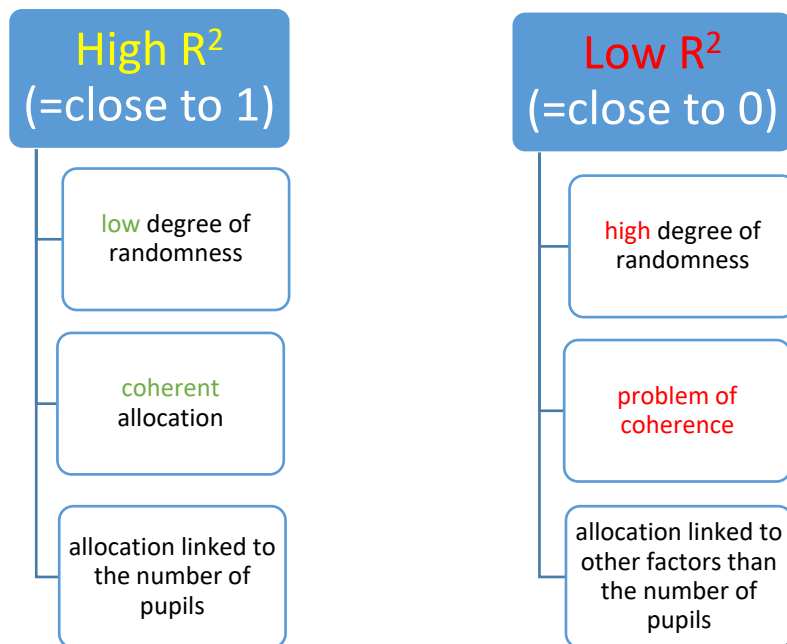 High R²
(=close to 1)
low degree of
randomness
coherent
allocation
allocation linked to
the number of
pupils
Low R²
(=close to 0)
high degree of
randomness
problem of
coherence
allocation linked to
other factors than
the number of
pupils